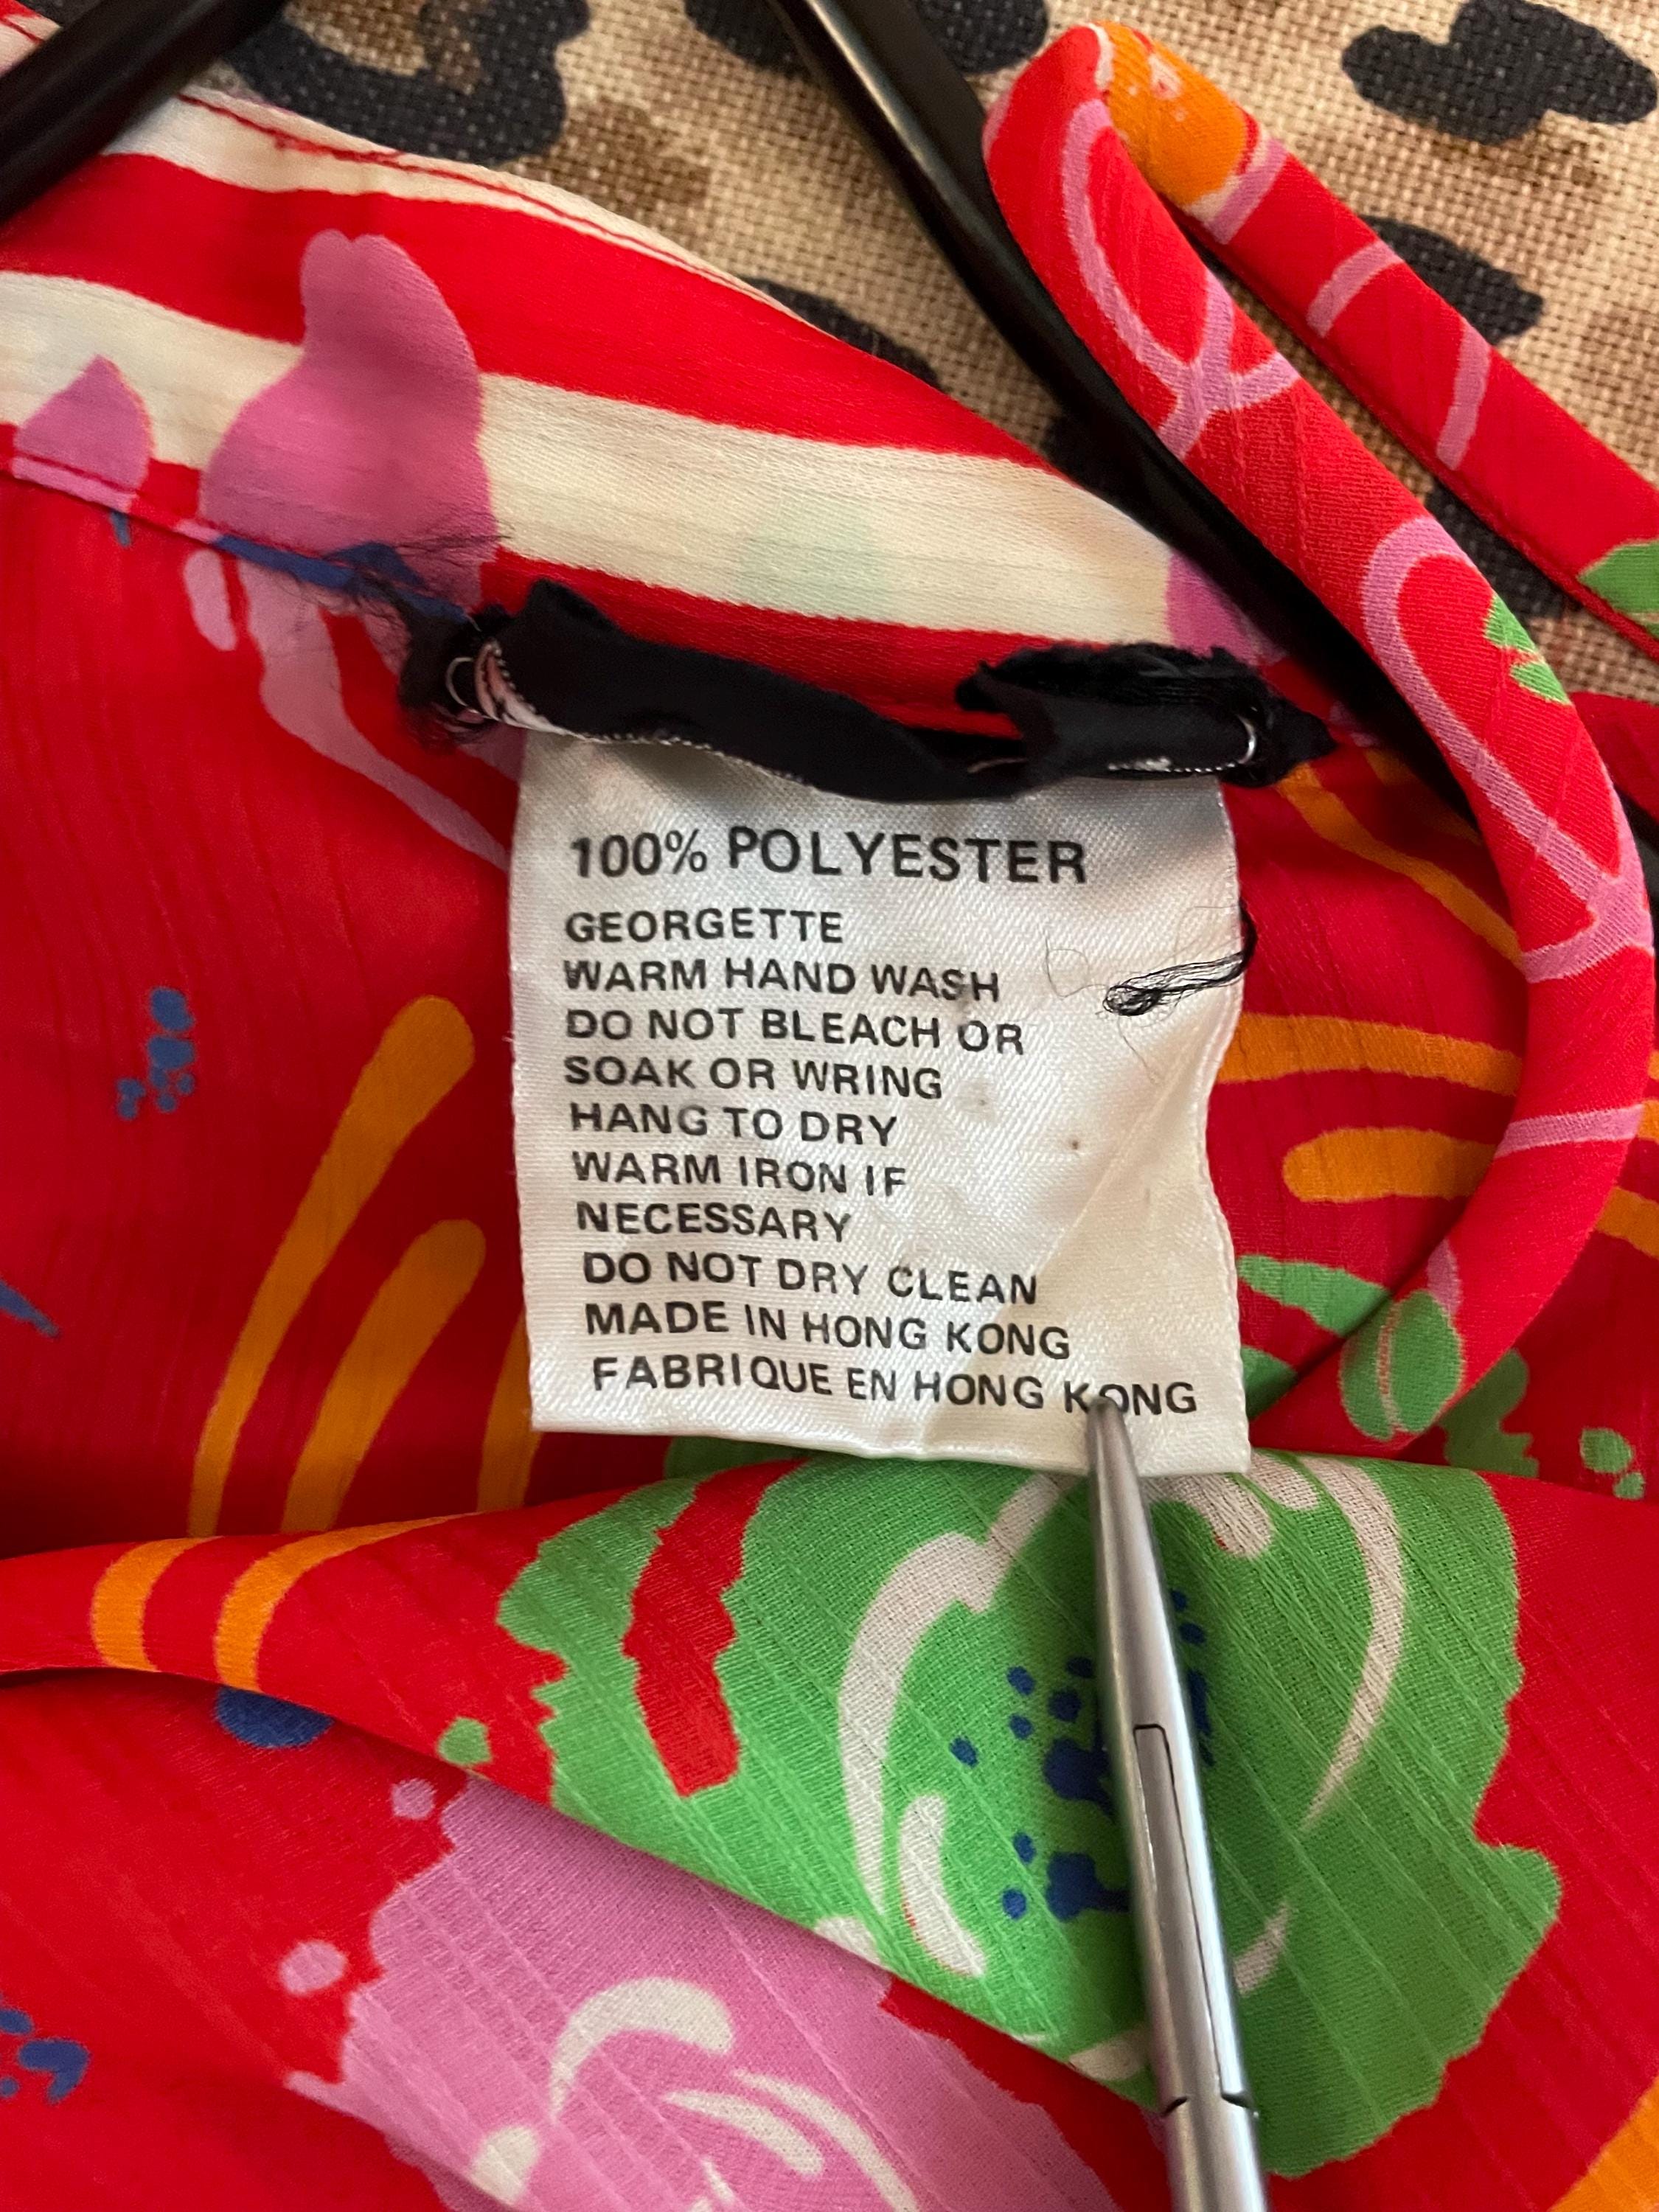 100% POLYESTER
GEORGETTE
WARM HAND WASH
DO NOT BLEACH OR
SOAK OR WRING
HANG TO DRY
WARM IRON IF
NECESSARY
DO NOT DRY CLEAN
MADE IN HONG KONG
FABRIQUE EN HONG KONG